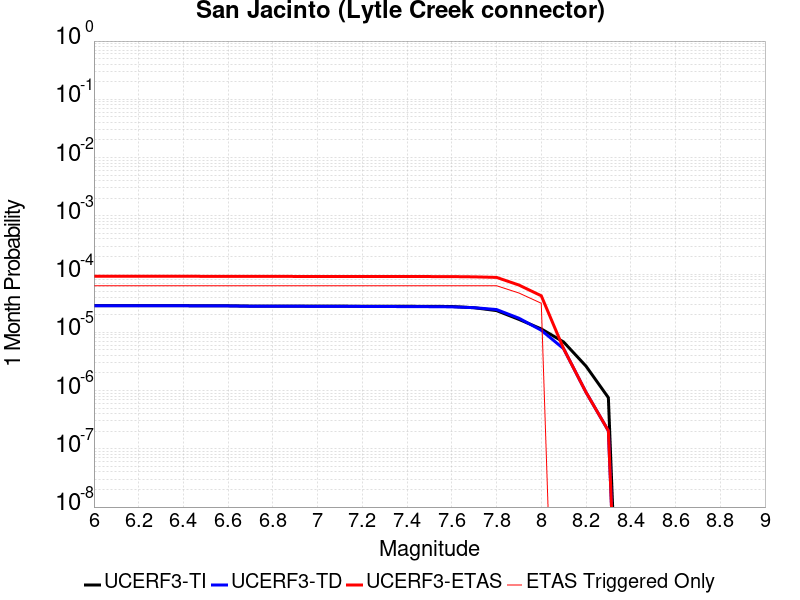 San Jacinto (Lytle Creek connector)
10^0
10^-1
10^-2
10^-3
10^-4
10^-5
10^-6
10^-7
10^-8
1 Month Probability
6 6.2 6.4 6.6 6.8 7 7.2 7.4 7.6 7.8 8 8.2 8.4 8.6 8.8 9
Magnitude
UCERF3-TI UCERF3-TD UCERF3-ETAS ETAS Triggered Only